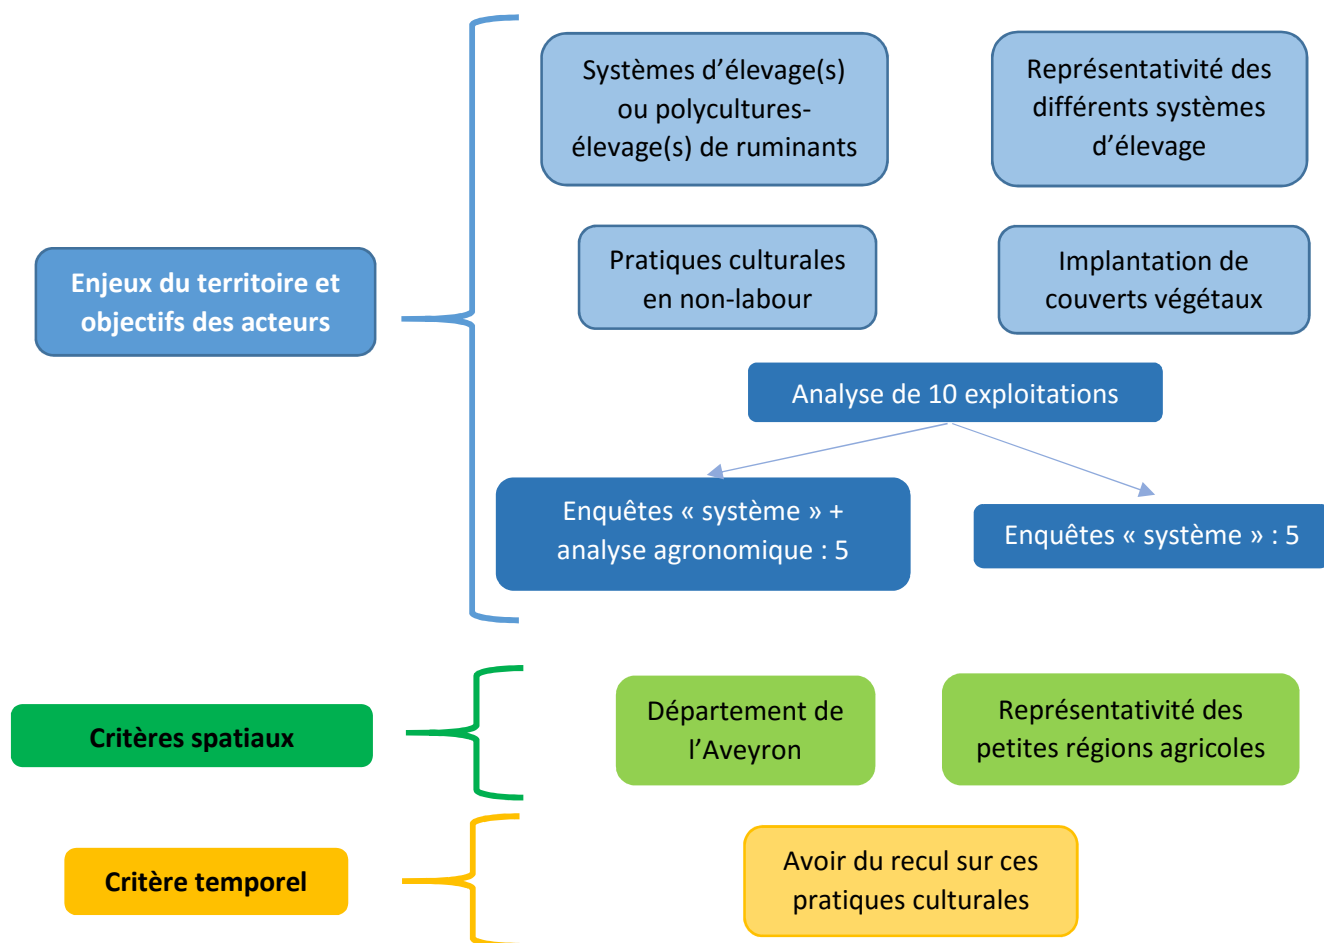 Systèmes d'élevage(s)
ou polycultures-
élevage(s) de ruminants
Représentativité des
différents systèmes
d'élevage
Enjeux du territoire et
objectifs des acteurs
Pratiques culturales
en non-labour
Implantation de
couverts végétaux
Analyse de 10 exploitations
Enquêtes « système » +
analyse agronomique : 5
Enquêtes « système » : 5
Critères spatiaux
Département de
l'Aveyron
Représentativité des
petites régions agricoles
Critère temporel
Avoir du recul sur ces
pratiques culturales